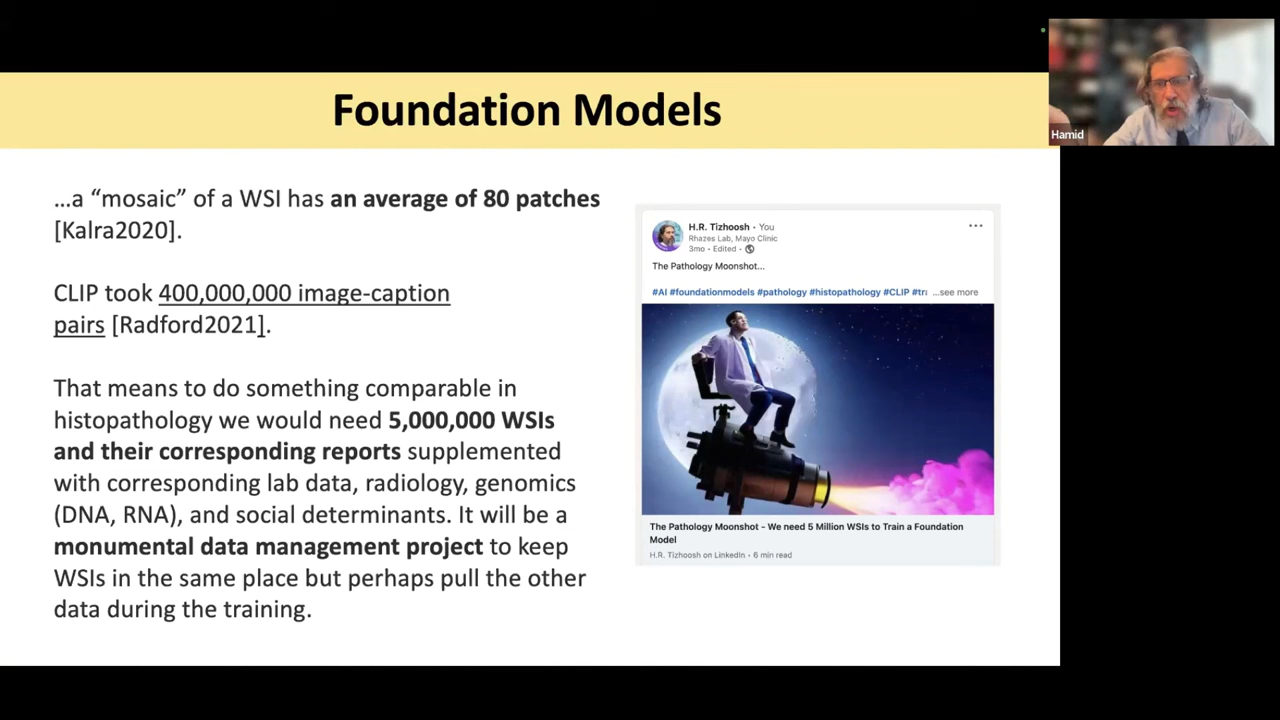 Foundation Models
Hamid
...a “mosaic” of a WSI has an average of 80 patches
[Kalra2020].
CLIP took 400,000,000 image-caption
pairs [Radford2021].
That means to do something comparable in
histopathology we would need 5,000,000 WSIs
and their corresponding reports supplemented
with corresponding lab data, radiology, genomics
(DNA, RNA), and social determinants. It will be a
monumental data management project to keep
WSIs in the same place but perhaps pull the other
data during the training.
H.R. Tizhoosh • You
Rhazes Lab, Mayo Clinic
3mo • Edited •
The Pathology Moonshot...
#AI #foundationmodels #pathology #histopathology #CLIP #tra ...see more
The Pathology Moonshot - We need 5 Million WSIs to Train a Foundation
Model
H.R. Tizhoosh on LinkedIn • 6 min read